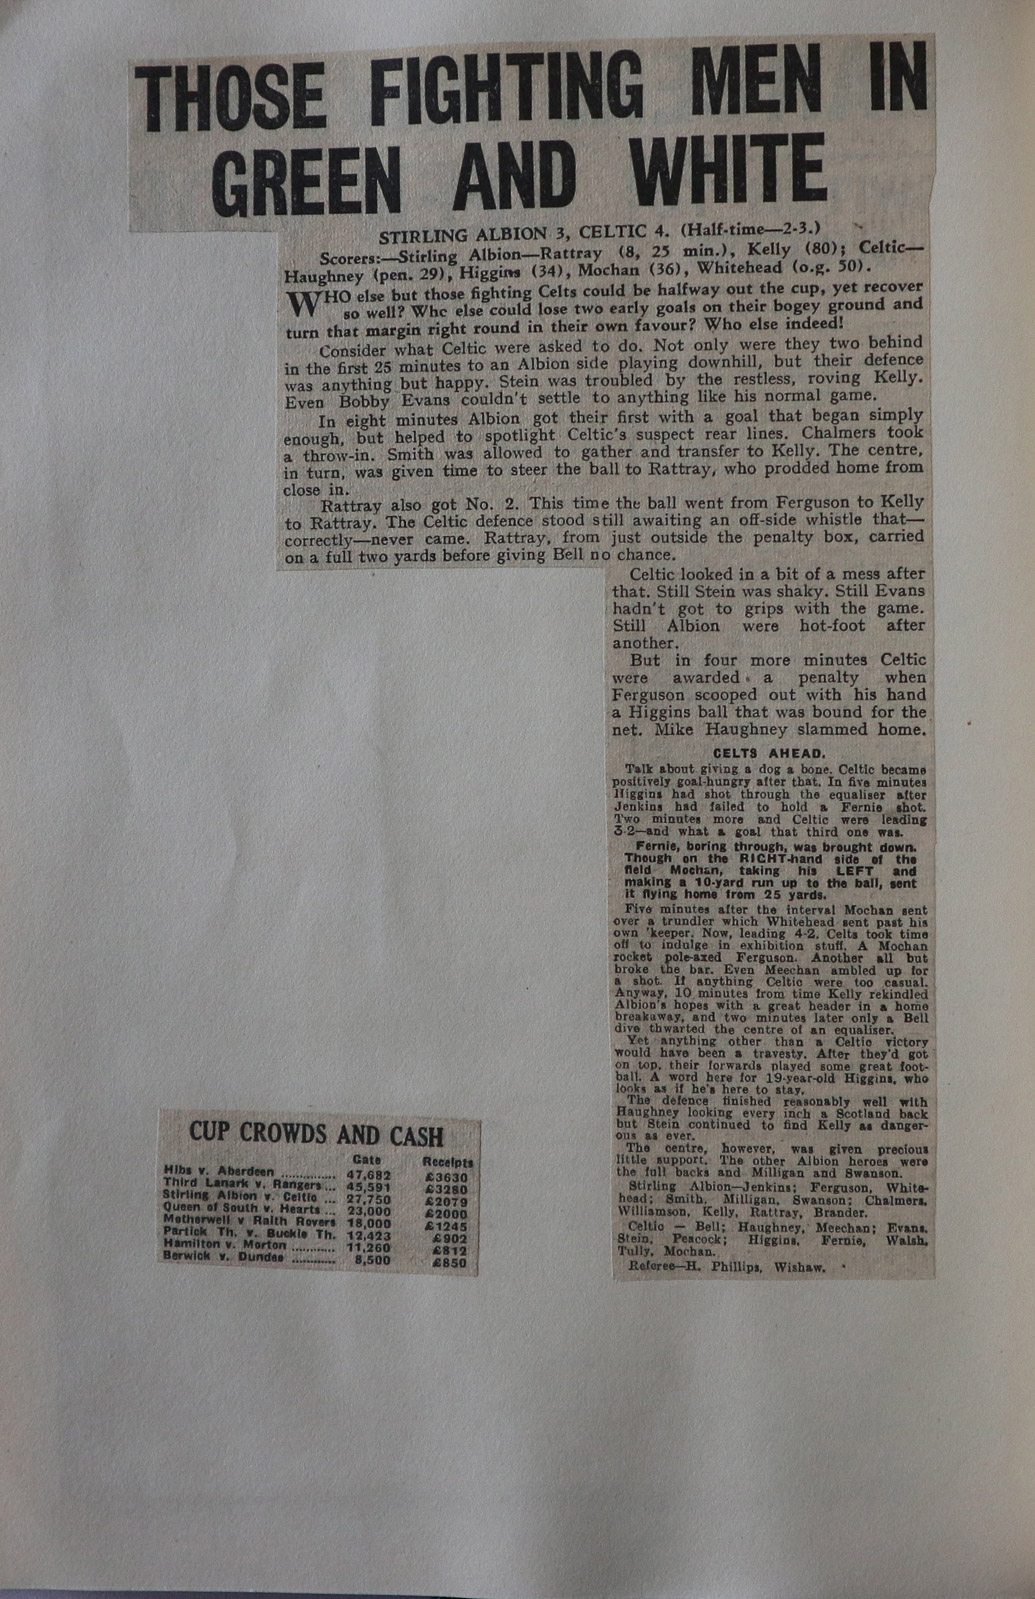 THOSE FIGHTING MEN IN
GREEN AND WHITE
STIRLING ALBION 3, CELTIC 4. (Half-time—2-3.)
Scorers:—Stirling Albion—Rattray (8, 25 min.), Kelly (80); Celtic—
Haughney (pen. 29), Higgins (34), Mochan (36), Whitehead (o.g. 50).
WHO else but those fighting Celts could be halfway out the cup, yet recover
so well? Who else could lose two early goals on their bogey ground and
turn that margin right round in their own favour? Who else indeed!
Consider what Celtic were asked to do. Not only were they two behind
in the first 25 minutes to an Albion side playing downhill, but their defence
was anything but happy. Stein was troubled by the restless, roving Kelly.
Even Bobby Evans couldn't settle to anything like his normal game.
In eight minutes Albion got their first with a goal that began simply
enough, but helped to spotlight Celtic's suspect rear lines. Chalmers took
a throw-in. Smith was allowed to gather and transfer to Kelly. The centre,
in turn, was given time to steer the ball to Rattray, who prodded home from
close in.
Rattray also got No. 2. This time the ball went from Ferguson to Kelly
to Rattray. The Celtic defence stood still awaiting an off-side whistle that—
correctly—never came. Rattray, from just outside the penalty box, carried
on a full two yards before giving Bell no chance.
Celtic looked in a bit of a mess after
that. Still Stein was shaky. Still Evans
hadn't got to grips with the game.
Still Albion were hot-foot after
another.
But in four more minutes Celtic
were awarded a penalty when
Ferguson scooped out with his hand
a Higgins ball that was bound for the
net. Mike Haughney slammed home.
CELTS AHEAD.
Talk about giving a dog a bone. Celtic became
positively goal-hungry after that. In five minutes
Higgins had shot through the equaliser after
Jenkins had failed to hold a Fernie shot.
Two minutes more and Celtic were leading
3-2—and what a goal that third one was.
Fernie, boring through, was brought down.
Though on the RIGHT-hand side of the
field Mochan, taking his LEFT and
making a 10-yard run up to the ball, sent
it flying home from 25 yards.
Five minutes after the interval Mochan sent
over a trundler which Whitehead sent past his
own 'keeper. Now, leading 4-2, Celts took time
off to indulge in exhibition stuff. A Mochan
rocket pole-axed Ferguson. Another all but
broke the bar. Even Meechan ambled up for
a shot. If anything Celtic were too casual.
Anyway, 10 minutes from time Kelly rekindled
Albion's hopes with a great header in a home
breakaway, and two minutes later only a Bell
dive thwarted the centre of an equaliser.
Yet anything other than a Celtic victory
would have been a travesty. After they'd got
on top, their forwards played some great foot-
ball. A word here for 19-year-old Higgins, who
looks as if he's here to stay.
The defence finished reasonably well with
Haughney looking every inch a Scotland back
but Stein continued to find Kelly as danger-
ous as ever.
The centre, however, was given precious
little support. The other Albion heroes were
the full backs and Milligan and Swanson.
Stirling Albion—Jenkins; Ferguson, White-
head; Smith, Milligan, Swanson; Chalmers,
Williamson, Kelly, Rattray, Brander.
Celtic — Bell; Haughney, Meechan; Evans,
Stein, Peacock; Higgins, Fernie, Walsh,
Tully, Mochan.
Referee—H. Phillips, Wishaw.
CUP CROWDS AND CASH
Gate Receipts
Hibs v. Aberdeen .............. 47,682 £3630
Third Lanark v. Rangers ... 45,591 £3280
Stirling Albion v. Celtic ... 27,750 £2079
Queen of South v. Hearts ... 23,000 £2000
Motherwell v Raith Rovers 18,000 £1245
Partick Th. v. Buckie Th. 12,423 £902
Hamilton v. Morton ........... 11,260 £812
Berwick v. Dundee ............ 8,500 £850